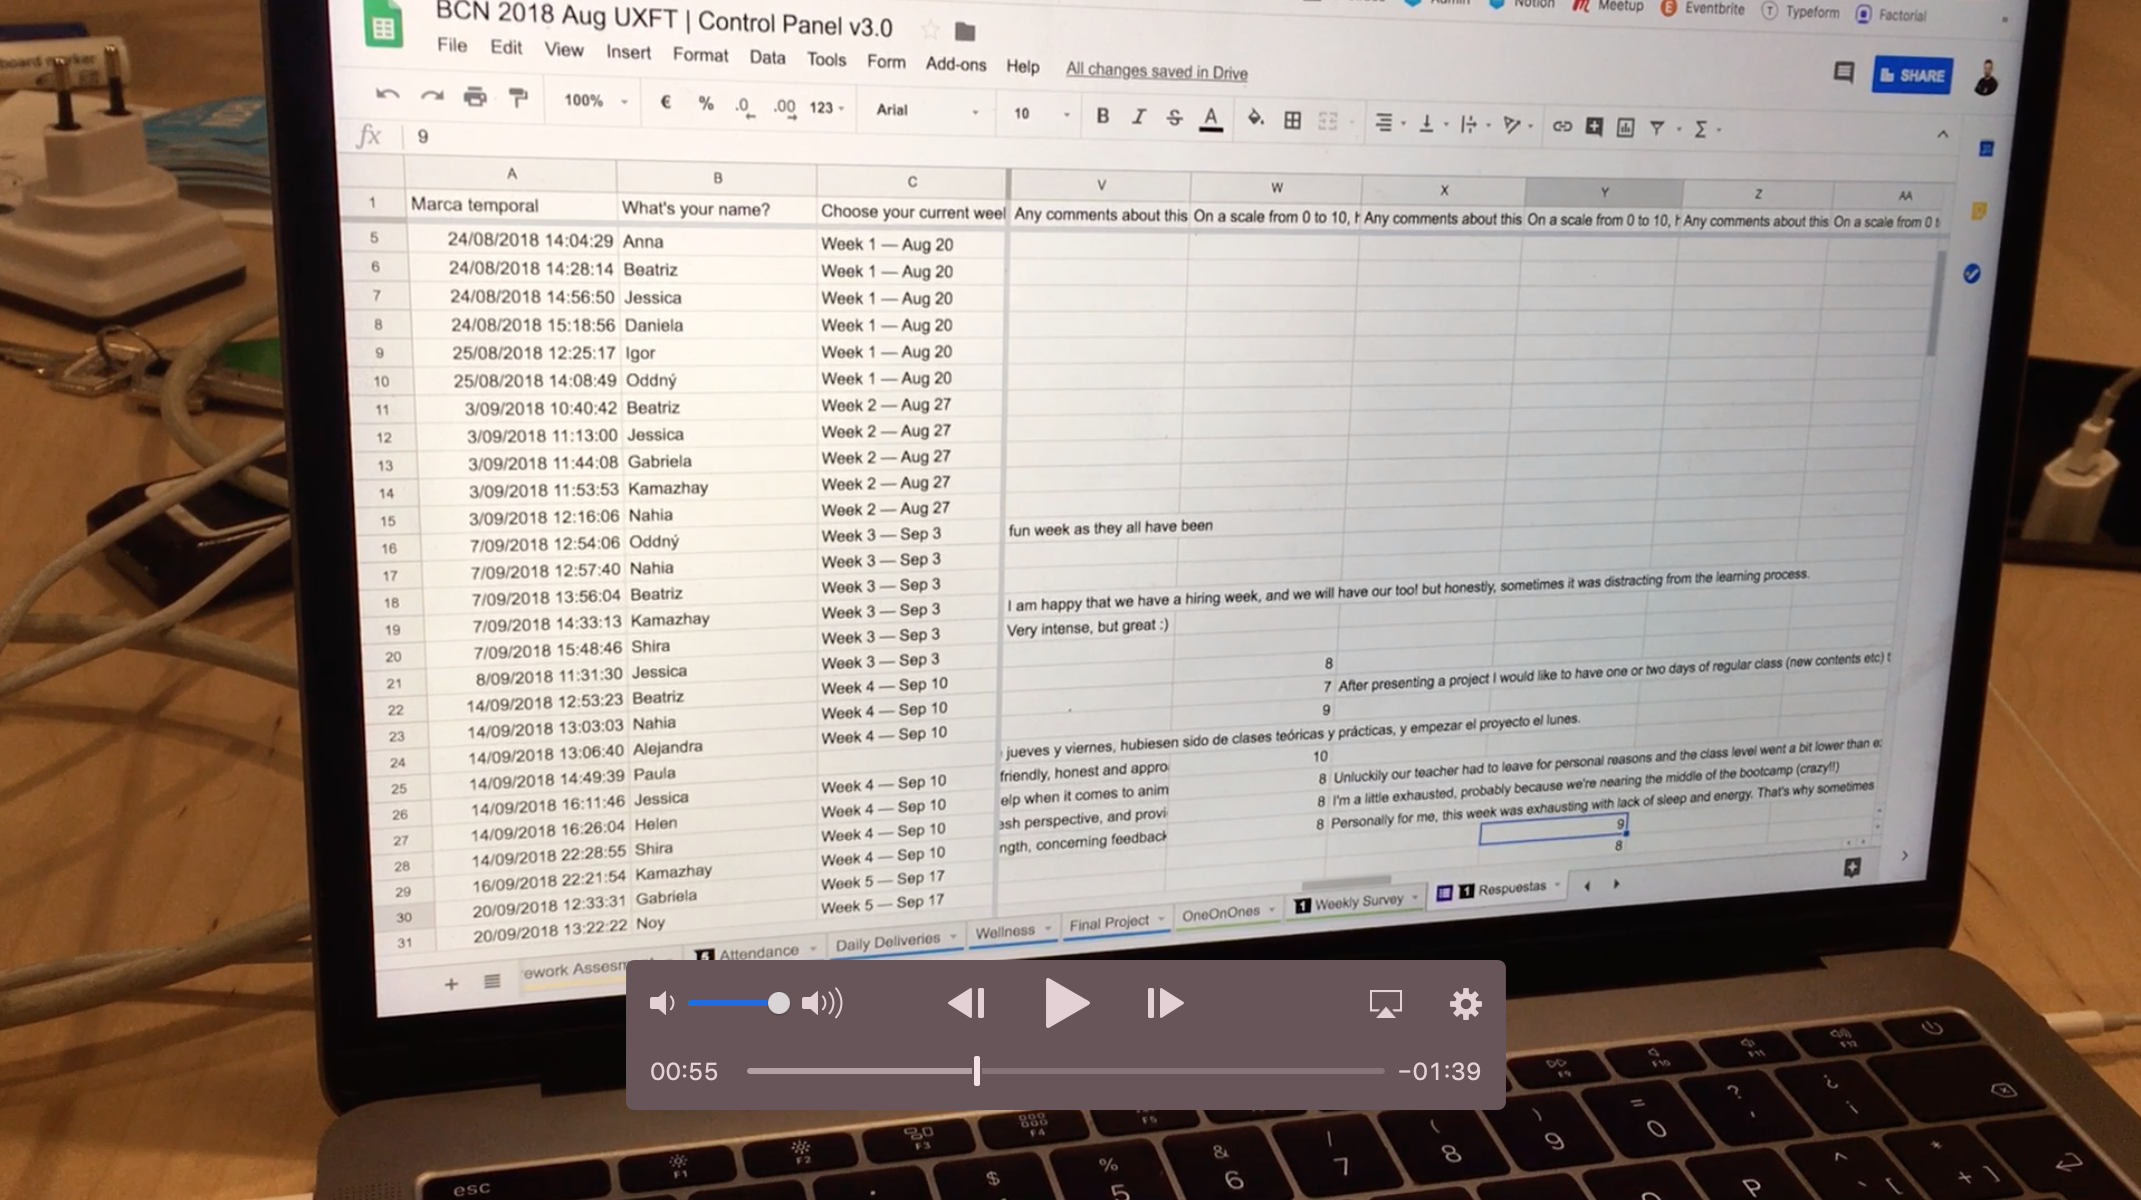 board marker
BCN 2018 Aug UXFT | Control Panel v3.0
Notion Meetup Eventbrite Typeform Factorial »
File Edit View Insert Format Data Tools Form Add-ons Help All changes saved in Drive
SHARE
100% € % .0 .00 123 Arial 10 B I S A
fx 9
A B C V W X Y Z AA
1 Marca temporal What's your name? Choose your current weel Any comments about this On a scale from 0 to 10, h Any comments about this On a scale from 0 to 10, h Any comments about this On a scale from 0 t
5 24/08/2018 14:04:29 Anna Week 1 — Aug 20
6 24/08/2018 14:28:14 Beatriz Week 1 — Aug 20
7 24/08/2018 14:56:50 Jessica Week 1 — Aug 20
8 24/08/2018 15:18:56 Daniela Week 1 — Aug 20
9 25/08/2018 12:25:17 Igor Week 1 — Aug 20
10 25/08/2018 14:08:49 Oddný Week 1 — Aug 20
11 3/09/2018 10:40:42 Beatriz Week 2 — Aug 27
12 3/09/2018 11:13:00 Jessica Week 2 — Aug 27
13 3/09/2018 11:44:08 Gabriela Week 2 — Aug 27
14 3/09/2018 11:53:53 Kamazhay Week 2 — Aug 27
15 3/09/2018 12:16:06 Nahia Week 2 — Aug 27
16 7/09/2018 12:54:06 Oddný Week 3 — Sep 3 fun week as they all have been
17 7/09/2018 12:57:40 Nahia Week 3 — Sep 3
18 7/09/2018 13:56:04 Beatriz Week 3 — Sep 3
19 7/09/2018 14:33:13 Kamazhay Week 3 — Sep 3 I am happy that we have a hiring week, and we will have our too! but honestly, sometimes it was distracting from the learning process.
20 7/09/2018 15:48:46 Shira Week 3 — Sep 3 Very intense, but great :)
21 8/09/2018 11:31:30 Jessica Week 3 — Sep 3
22 14/09/2018 12:53:23 Beatriz Week 4 — Sep 10 8
23 14/09/2018 13:03:03 Nahia Week 4 — Sep 10 7 After presenting a project I would like to have one or two days of regular class (new contents etc) t
24 14/09/2018 13:06:40 Alejandra Week 4 — Sep 10 9
25 14/09/2018 14:49:39 Paula jueves y viernes, hubiesen sido de clases teóricas y prácticas, y empezar el proyecto el lunes.
26 14/09/2018 16:11:46 Jessica Week 4 — Sep 10 friendly, honest and appro 10
27 14/09/2018 16:26:04 Helen Week 4 — Sep 10 elp when it comes to anim 8 Unluckily our teacher had to leave for personal reasons and the class level went a bit lower than e
28 14/09/2018 22:28:55 Shira Week 4 — Sep 10 esh perspective, and provi 8 I'm a little exhausted, probably because we're nearing the middle of the bootcamp (crazy!!)
29 16/09/2018 22:21:54 Kamazhay Week 4 — Sep 10 ngth, concerning feedback 8 Personally for me, this week was exhausting with lack of sleep and energy. That's why sometimes
30 20/09/2018 12:33:31 Gabriela Week 5 — Sep 17 9
31 20/09/2018 13:22:22 Noy Week 5 — Sep 17 8
ework Assesm Attendance Daily Deliveries Wellness Final Project OneOnOnes 1 Weekly Survey 1 Respuestas
00:55 -01:39
esc F1 F2 F3 F4 F5 F9 F10 F11 F12
$ % 5 & 6 / 7 ( 8 ) 9 = 0 ? ' ¿ ¡
P ^ [ * + ]